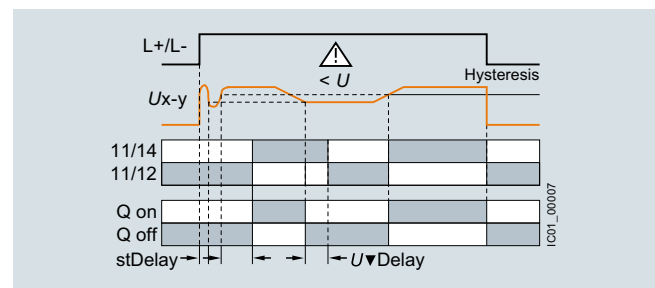 L+/L-
< U
Hysteresis
Ux-y
11/14
11/12
Q on
Q off
stDelay
U▼Delay
IC01_00007